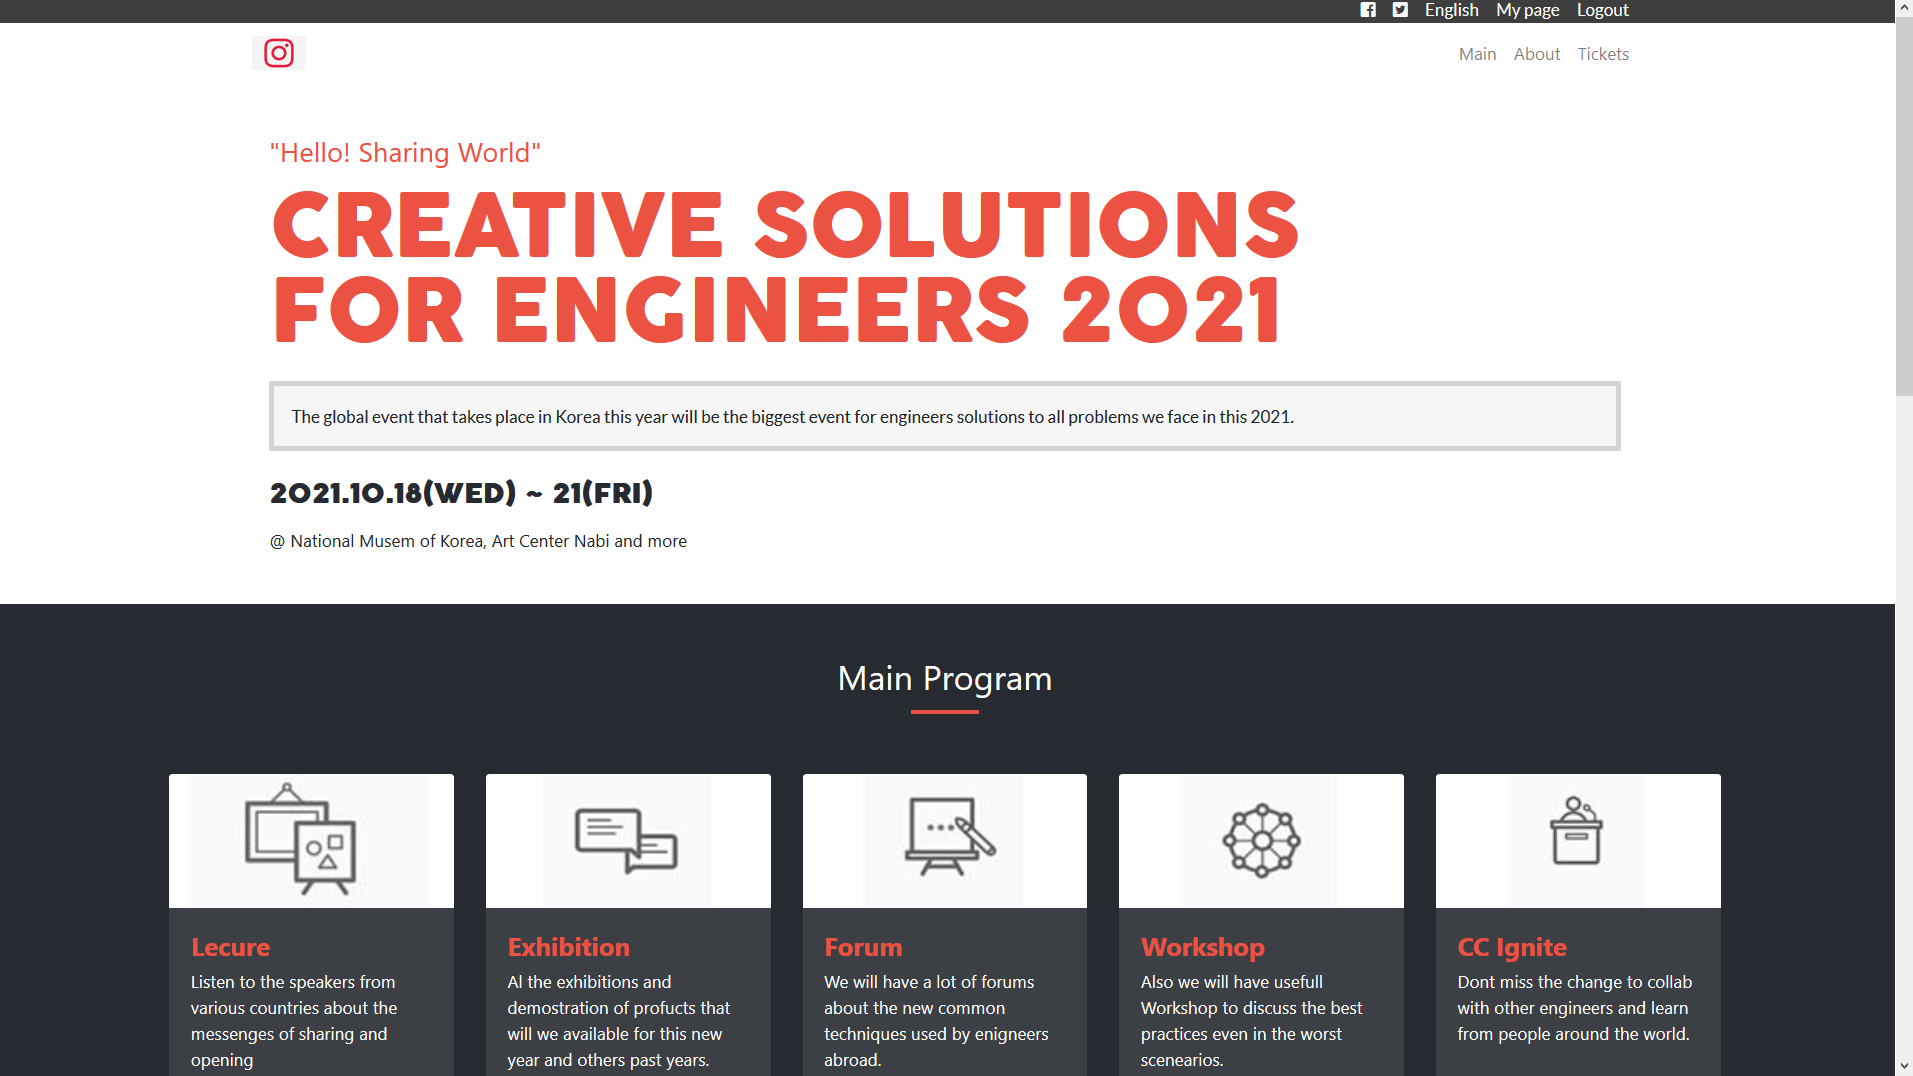 English My page Logout
Main About Tickets
"Hello! Sharing World"
CREATIVE SOLUTIONS
FOR ENGINEERS 2021
The global event that takes place in Korea this year will be the biggest event for engineers solutions to all problems we face in this 2021.
2021.10.18(WED) ~ 21(FRI)
@ National Musem of Korea, Art Center Nabi and more
Main Program
Lecure
Listen to the speakers from
various countries about the
messenges of sharing and
opening
Exhibition
Al the exhibitions and
demostration of profucts that
will we available for this new
year and others past years.
Forum
We will have a lot of forums
about the new common
techniques used by enigneers
abroad.
Workshop
Also we will have usefull
Workshop to discuss the best
practices even in the worst
scenearios.
CC Ignite
Dont miss the change to collab
with other engineers and learn
from people around the world.